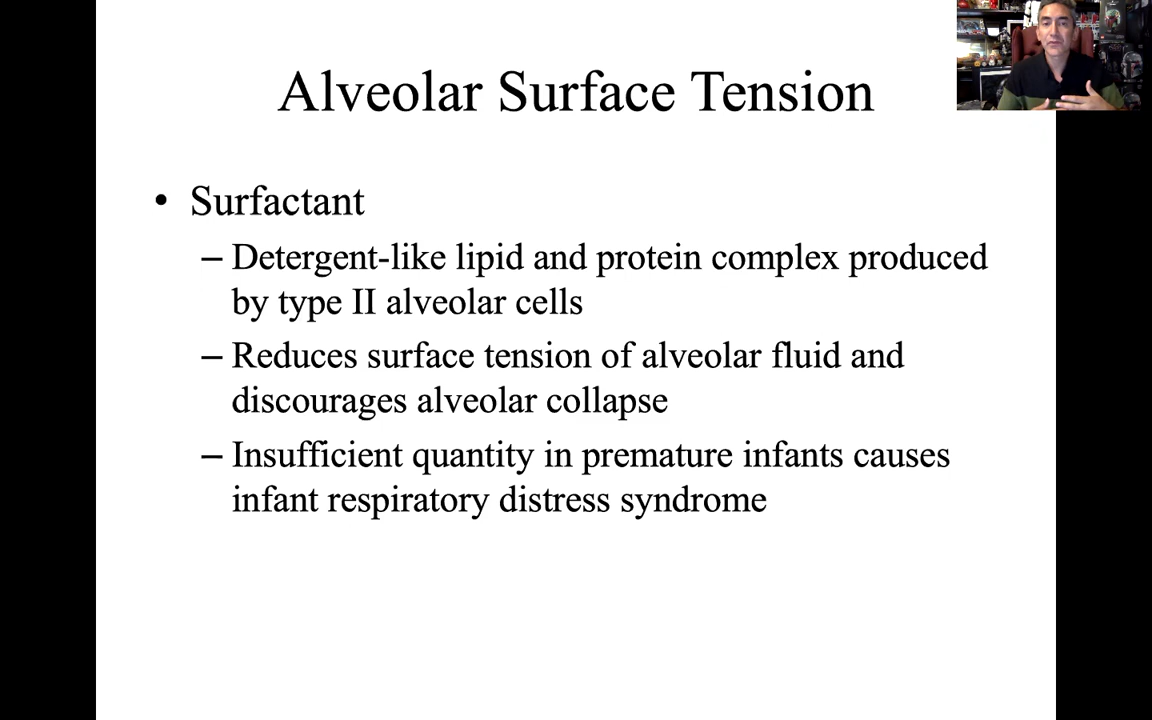 Alveolar Surface Tension
• Surfactant
– Detergent-like lipid and protein complex produced
by type II alveolar cells
– Reduces surface tension of alveolar fluid and
discourages alveolar collapse
– Insufficient quantity in premature infants causes
infant respiratory distress syndrome